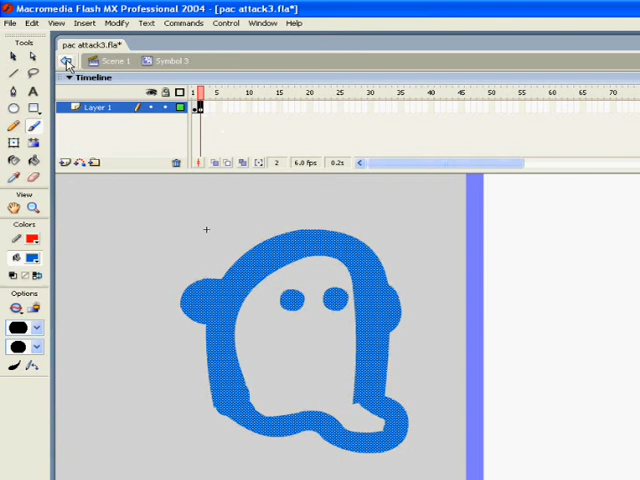 Macromedia Flash MX Professional 2004 - [pac attack3.fla*]
File Edit View Insert Modify Text Commands Control Window Help
Tools
pac attack3.fla*
Scene 1 Symbol 3
Timeline
1 5 10 15 20 25 30 35 40 45 50 55 60 65 70
Layer 1
2 6.0 fps 0.2s
View
Colors
Options